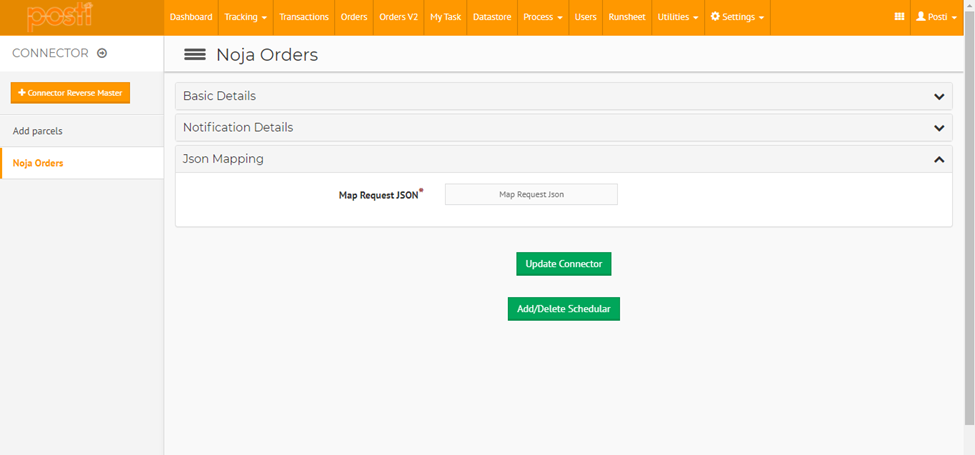 posti
Dashboard Tracking Transactions Orders Orders V2 My Task Datastore Process Users Runsheet Utilities Settings Posti
CONNECTOR
Noja Orders
+ Connector Reverse Master
Add parcels
Noja Orders
Basic Details
Notification Details
Json Mapping
Map Request JSON* Map Request Json
Update Connector
Add/Delete Schedular